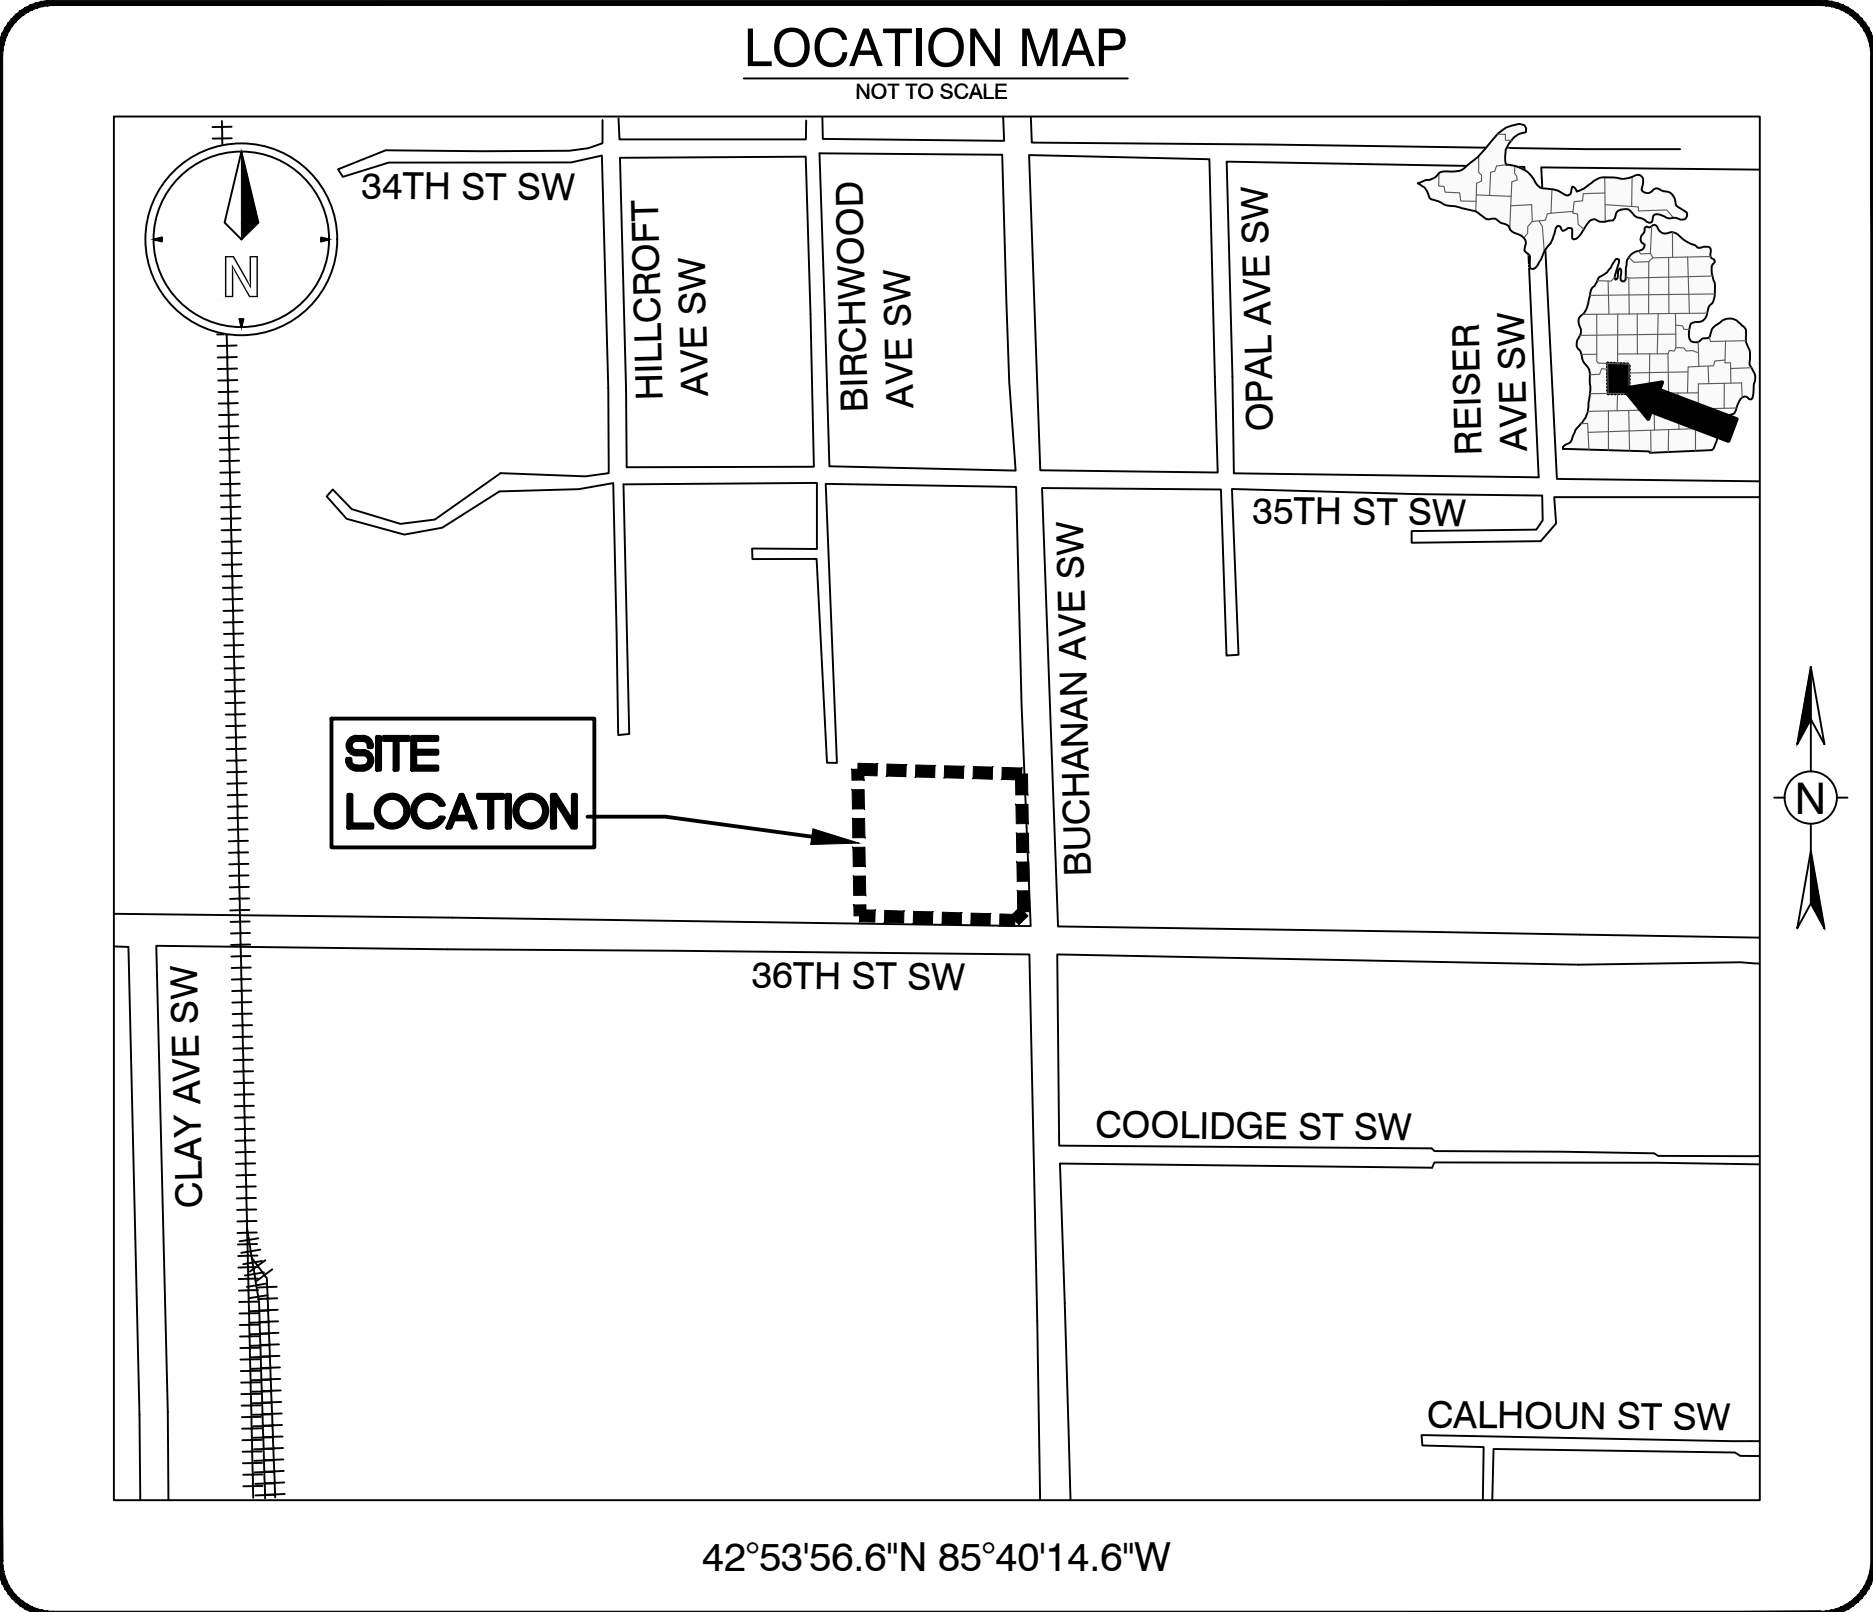 LOCATION MAP
NOT TO SCALE
34TH ST SW
N
HILLCROFT
AVE SW
BIRCHWOOD
AVE SW
OPAL AVE SW
REISER
AVE SW
35TH ST SW
BUCHANAN AVE SW
SITE
LOCATION
N
36TH ST SW
CLAY AVE SW
COOLIDGE ST SW
CALHOUN ST SW
42°53'56.6"N 85°40'14.6"W